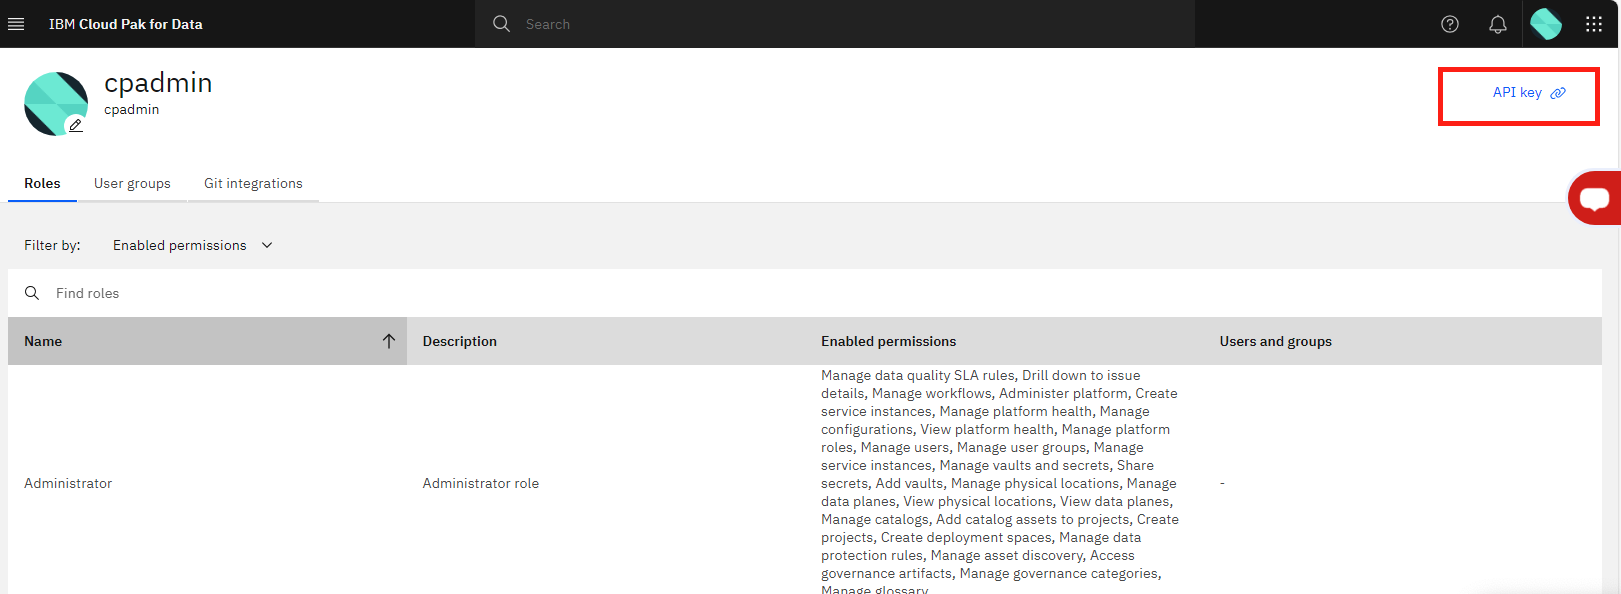 IBM Cloud Pak for Data
Search
cpadmin
cpadmin
API key
Roles
User groups
Git integrations
Filter by:
Enabled permissions
Find roles
Name
Description
Enabled permissions
Users and groups
Administrator
Administrator role
Manage data quality SLA rules, Drill down to issue
details, Manage workflows, Administer platform, Create
service instances, Manage platform health, Manage
configurations, View platform health, Manage platform
roles, Manage users, Manage user groups, Manage
service instances, Manage vaults and secrets, Share
secrets, Add vaults, Manage physical locations, Manage
data planes, View physical locations, View data planes,
Manage catalogs, Add catalog assets to projects, Create
projects, Create deployment spaces, Manage data
protection rules, Manage asset discovery, Access
governance artifacts, Manage governance categories,
Manage glossary
-